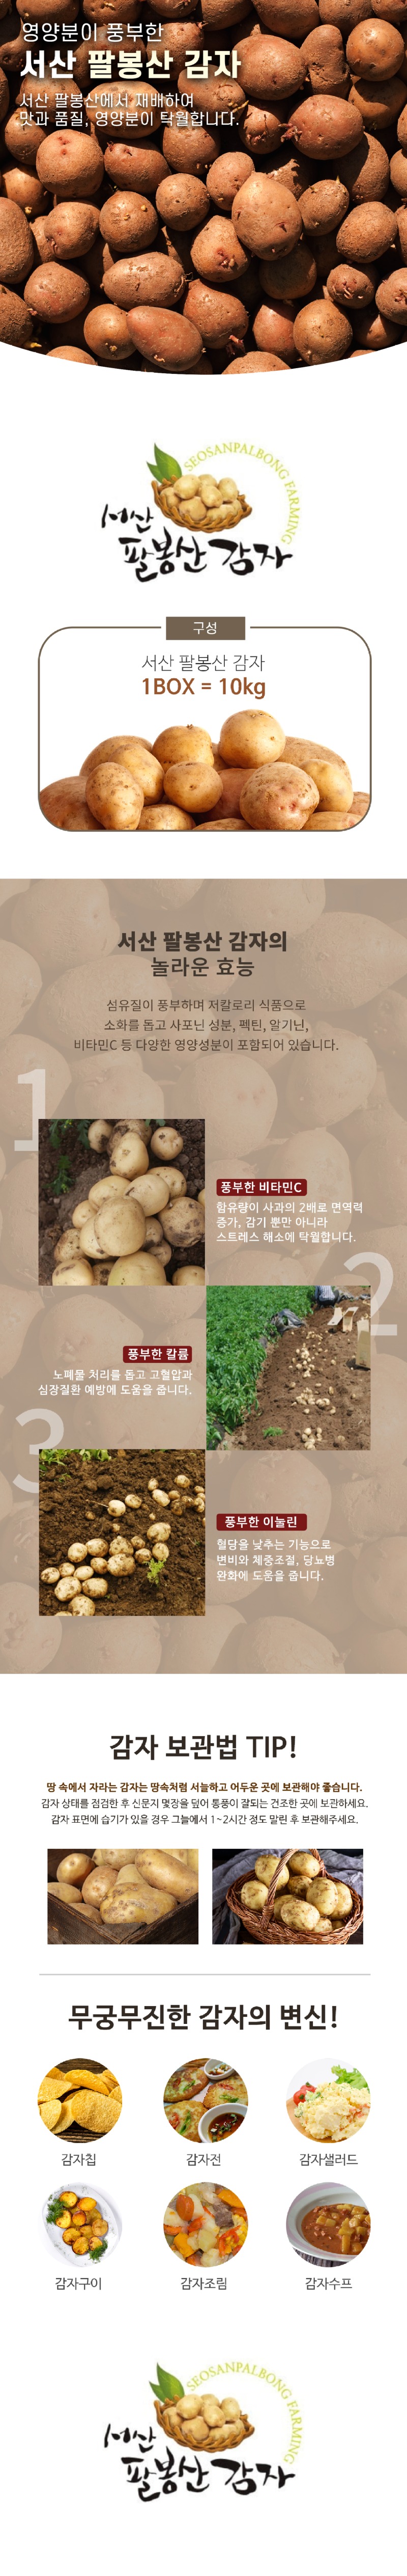 영양분이 풍부한
서산 팔봉산 감자
서산 팔봉산에서 재배하여
맛과 품질, 영양분이 탁월합니다.
SEOSANPALBONG FARMING
서산
팔봉산 감자
구성
서산 팔봉산 감자
1BOX = 10kg
서산 팔봉산 감자의
놀라운 효능
섬유질이 풍부하며 저칼로리 식품으로
소화를 돕고 사포닌 성분, 펙틴, 알기닌,
비타민C 등 다양한 영양성분이 포함되어 있습니다.
1
풍부한 비타민C
함유량이 사과의 2배로 면역력
증가, 감기 뿐만 아니라
스트레스 해소에 탁월합니다.
2
풍부한 칼륨
노폐물 처리를 돕고 고혈압과
심장질환 예방에 도움을 줍니다.
3
풍부한 이눌린
혈당을 낮추는 기능으로
변비와 체중조절, 당뇨병
완화에 도움을 줍니다.
감자 보관법 TIP!
땅 속에서 자라는 감자는 땅속처럼 서늘하고 어두운 곳에 보관해야 좋습니다.
감자 상태를 점검한 후 신문지 몇장을 덮어 통풍이 잘되는 건조한 곳에 보관하세요.
감자 표면에 습기가 있을 경우 그늘에서 1~2시간 정도 말린 후 보관해주세요.
무궁무진한 감자의 변신!
감자칩
감자전
감자샐러드
감자구이
감자조림
감자수프
SEOSANPALBONG FARMING
서산
팔봉산 감자